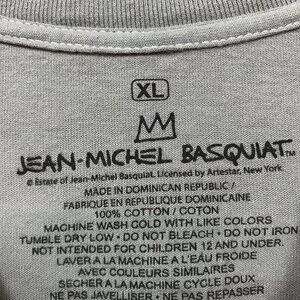 XL
JEAN-MICHEL BASQUIAT™
© Estate of Jean-Michel Basquiat. Licensed by Artestar, New York.
MADE IN DOMINICAN REPUBLIC /
FABRIQUÉ EN RÉPUBLIQUE DOMINICAINE
100% COTTON / COTON
MACHINE WASH COLD WITH LIKE COLORS
TUMBLE DRY LOW • DO NOT BLEACH • DO NOT IRON
NOT INTENDED FOR CHILDREN 12 AND UNDER.
LAVER A LA MACHINE A L'EAU FROIDE
AVEC COULEURS SIMILAIRES
SÉCHER A LA MACHINE CYCLE DOUX
NE PAS JAVELLISER • NE PAS REPASSER